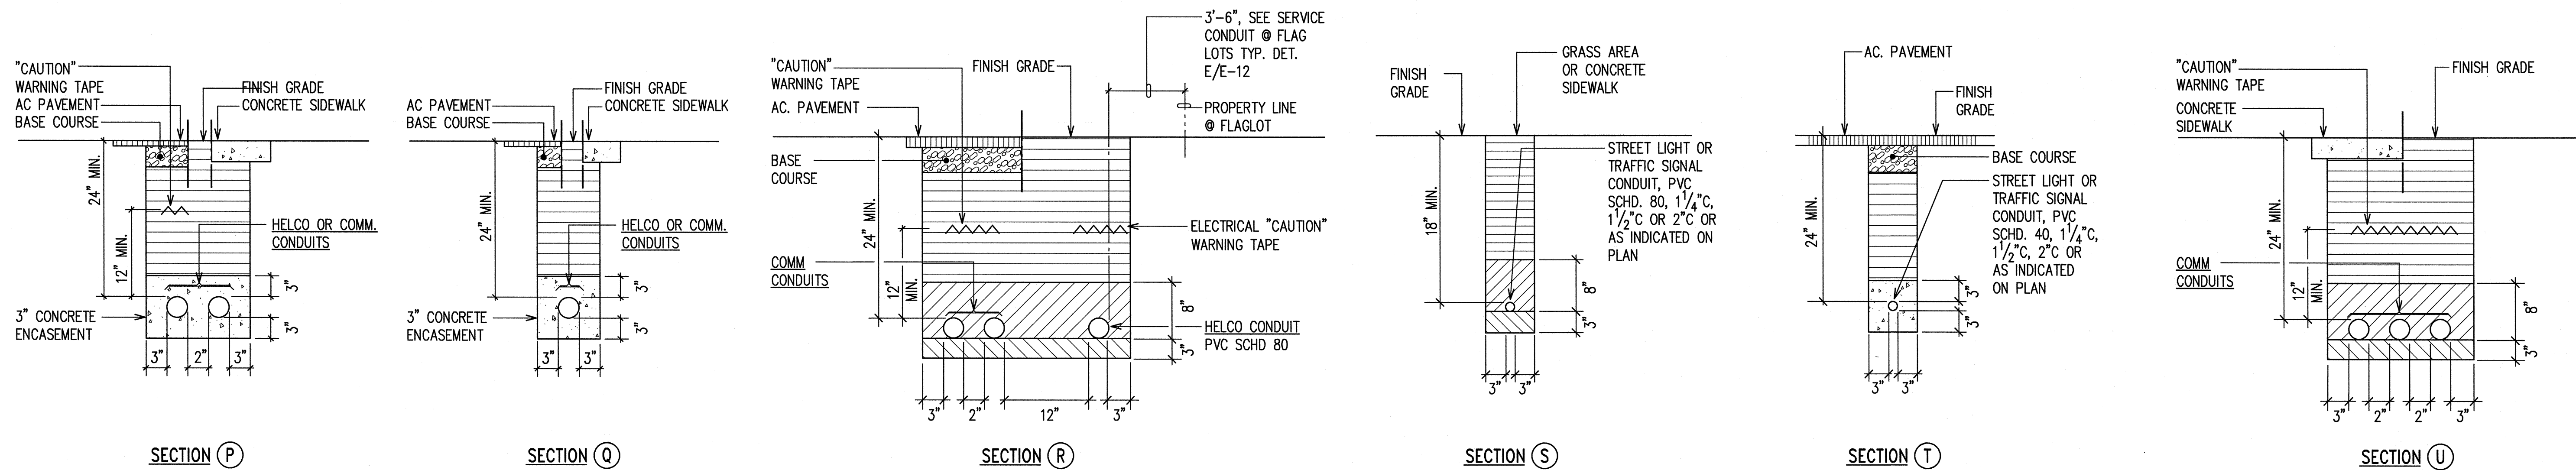 "CAUTION"
WARNING TAPE
AC PAVEMENT
BASE COURSE
FINISH GRADE
CONCRETE SIDEWALK
24" MIN.
12" MIN.
HELCO OR COMM.
CONDUITS
3"
3"
3" CONCRETE
ENCASEMENT
3"
2"
3"
SECTION P
AC PAVEMENT
BASE COURSE
FINISH GRADE
CONCRETE SIDEWALK
24" MIN.
HELCO OR COMM.
CONDUITS
3"
3"
3" CONCRETE
ENCASEMENT
3"
3"
SECTION Q
3'-6", SEE SERVICE
CONDUIT @ FLAG
LOTS TYP. DET.
E/E-12
"CAUTION"
WARNING TAPE
FINISH GRADE
AC. PAVEMENT
PROPERTY LINE
@ FLAGLOT
BASE
COURSE
24" MIN.
ELECTRICAL "CAUTION"
WARNING TAPE
COMM
CONDUITS
12"
MIN.
8"
HELCO CONDUIT
PVC SCHD 80
3"
3"
2"
12"
3"
SECTION R
FINISH
GRADE
GRASS AREA
OR CONCRETE
SIDEWALK
18" MIN.
STREET LIGHT OR
TRAFFIC SIGNAL
CONDUIT, PVC
SCHD. 80, 1 1/4"C,
1 1/2"C OR 2"C OR
AS INDICATED ON
PLAN
8"
3"
3"
3"
SECTION S
AC. PAVEMENT
FINISH
GRADE
24" MIN.
BASE COURSE
STREET LIGHT OR
TRAFFIC SIGNAL
CONDUIT, PVC
SCHD. 40, 1 1/4"C,
1 1/2"C, 2"C OR
AS INDICATED
ON PLAN
3"
3"
3"
3"
SECTION T
"CAUTION"
WARNING TAPE
CONCRETE
SIDEWALK
FINISH GRADE
24" MIN.
COMM
CONDUITS
12"
MIN.
8"
3"
3"
2"
2"
3"
SECTION U